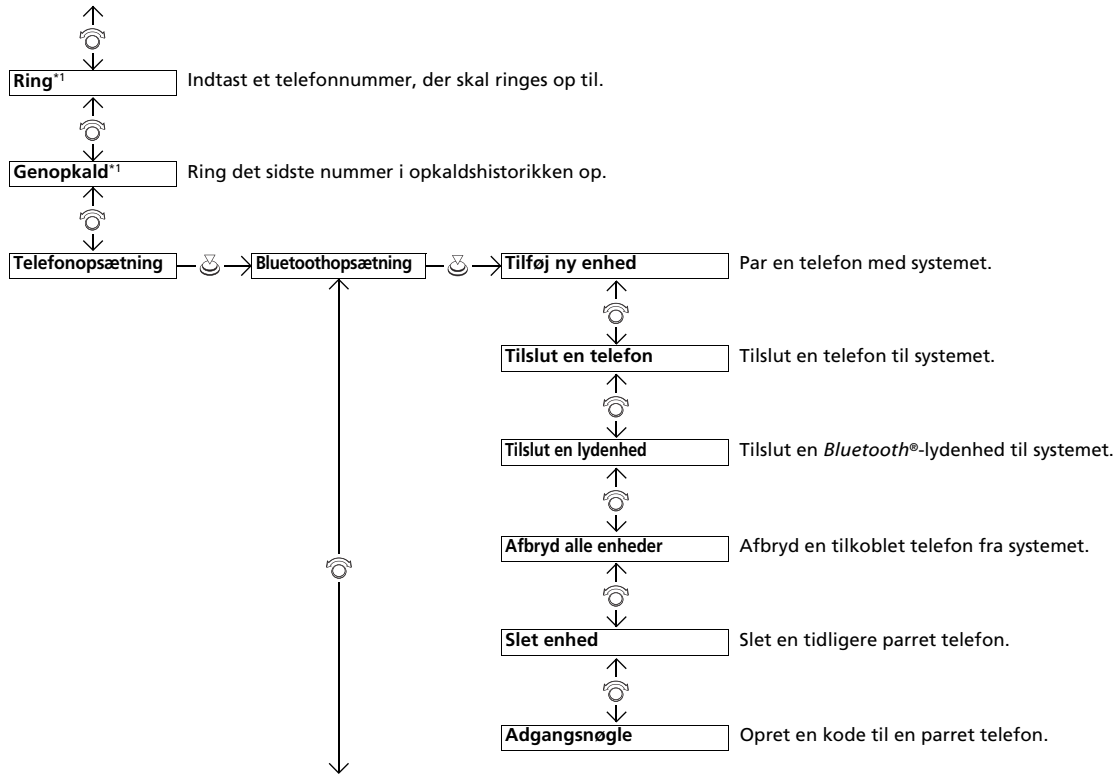 Ring*1 Indtast et telefonnummer, der skal ringes op til.
Genopkald*1 Ring det sidste nummer i opkaldshistorikken op.
Telefonopsætning Bluetoothopsætning Tilføj ny enhed Par en telefon med systemet.
Tilslut en telefon Tilslut en telefon til systemet.
Tilslut en lydenhed Tilslut en Bluetooth®-lydenhed til systemet.
Afbryd alle enheder Afbryd en tilkoblet telefon fra systemet.
Slet enhed Slet en tidligere parret telefon.
Adgangsnøgle Opret en kode til en parret telefon.